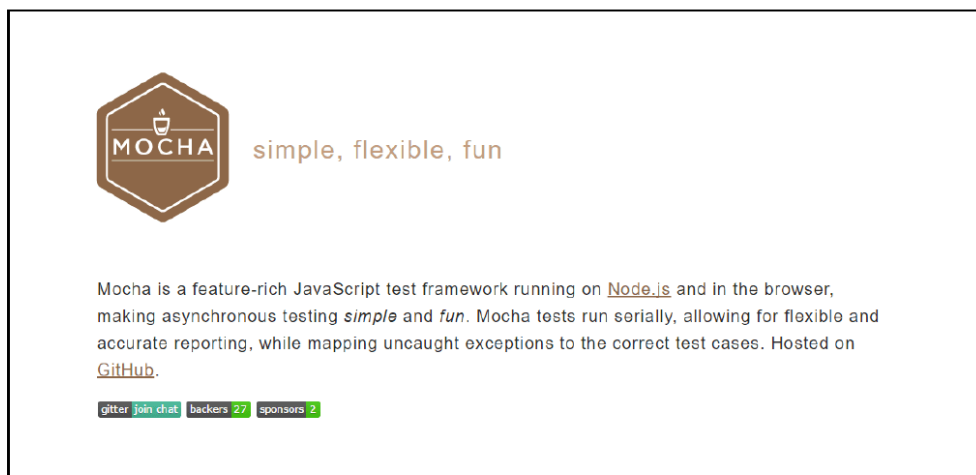 MOCHA
simple, flexible, fun
Mocha is a feature-rich JavaScript test framework running on Node.js and in the browser,
making asynchronous testing simple and fun. Mocha tests run serially, allowing for flexible and
accurate reporting, while mapping uncaught exceptions to the correct test cases. Hosted on
GitHub.
gitter join chat backers 27 sponsors 2